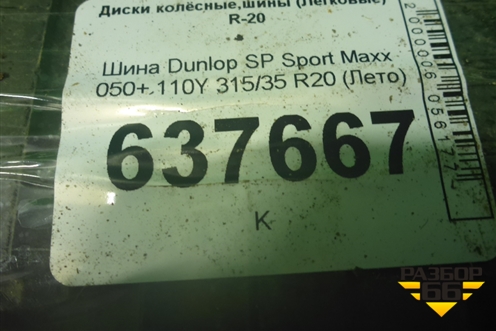 Диски колёсные,шины (Легковые)
R-20
Шина Dunlop SP Sport Maxx
050+.110Y 315/35 R20 (Лето)
637667
К
РАЗБОР
66